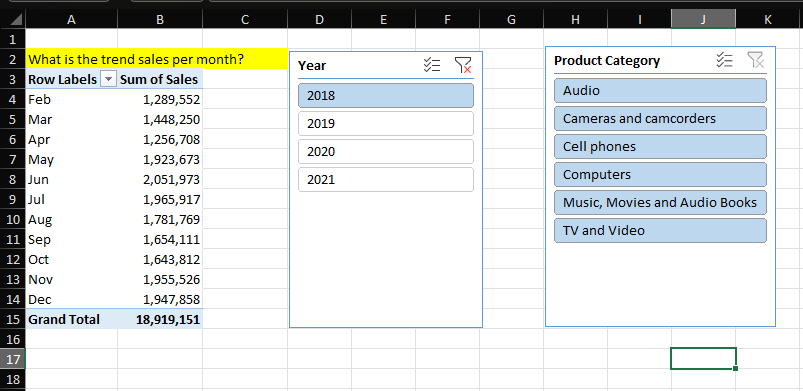 A B C D E F G H I J K
1
2 What is the trend sales per month?
3 Row Labels Sum of Sales
4 Feb 1,289,552
5 Mar 1,448,250
6 Apr 1,256,708
7 May 1,923,673
8 Jun 2,051,973
9 Jul 1,965,917
10 Aug 1,781,769
11 Sep 1,654,111
12 Oct 1,643,812
13 Nov 1,955,526
14 Dec 1,947,858
15 Grand Total 18,919,151
16
17
18
Year
2018
2019
2020
2021
Product Category
Audio
Cameras and camcorders
Cell phones
Computers
Music, Movies and Audio Books
TV and Video